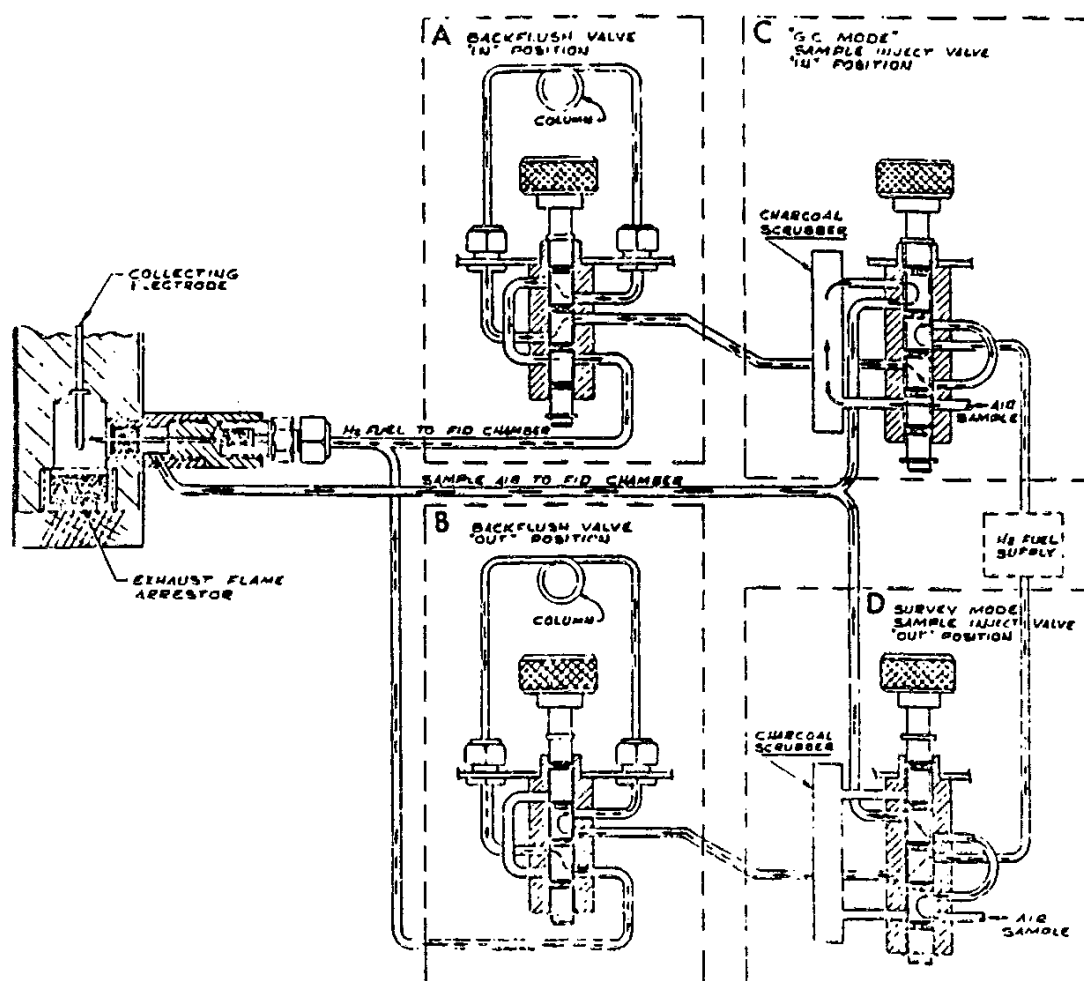 A BACKFLUSH VALVE
"IN" POSITION
COLUMN
C "GC MODE"
SAMPLE INJECT VALVE
"IN" POSITION
CHARCOAL
SCRUBBER
AIR
SAMPLE
COLLECTING
ELECTRODE
H2 FUEL TO FID CHAMBER
SAMPLE AIR TO FID CHAMBER
EXHAUST FLAME
ARRESTOR
B BACKFLUSH VALVE
"OUT" POSITION
COLUMN
H2 FUEL
SUPPLY
D SURVEY MODE
SAMPLE INJECT VALVE
"OUT" POSITION
CHARCOAL
SCRUBBER
AIR
SAMPLE